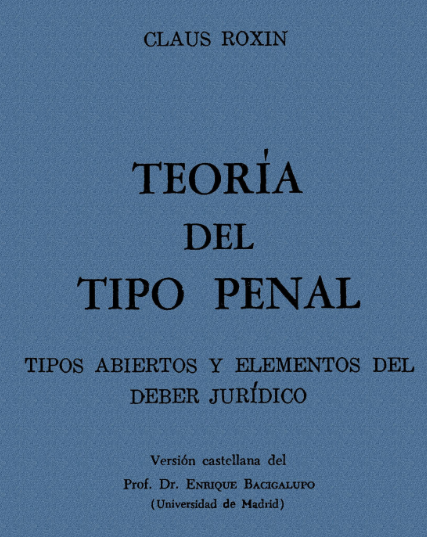 CLAUS ROXIN
TEORÍA
DEL
TIPO PENAL
TIPOS ABIERTOS Y ELEMENTOS DEL
DEBER JURÍDICO
Versión castellana del
Prof. Dr. ENRIQUE BACIGALUPO
(Universidad de Madrid)